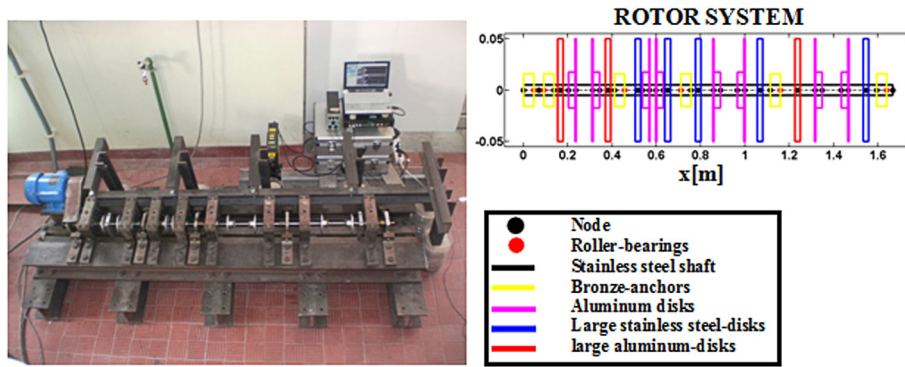 ROTOR SYSTEM
0.05
0
-0.05
0 0.2 0.4 0.6 0.8 1 1.2 1.4 1.6
x[m]
Node
Roller-bearings
Stainless steel shaft
Bronze-anchors
Aluminum disks
Large stainless steel-disks
large aluminum-disks